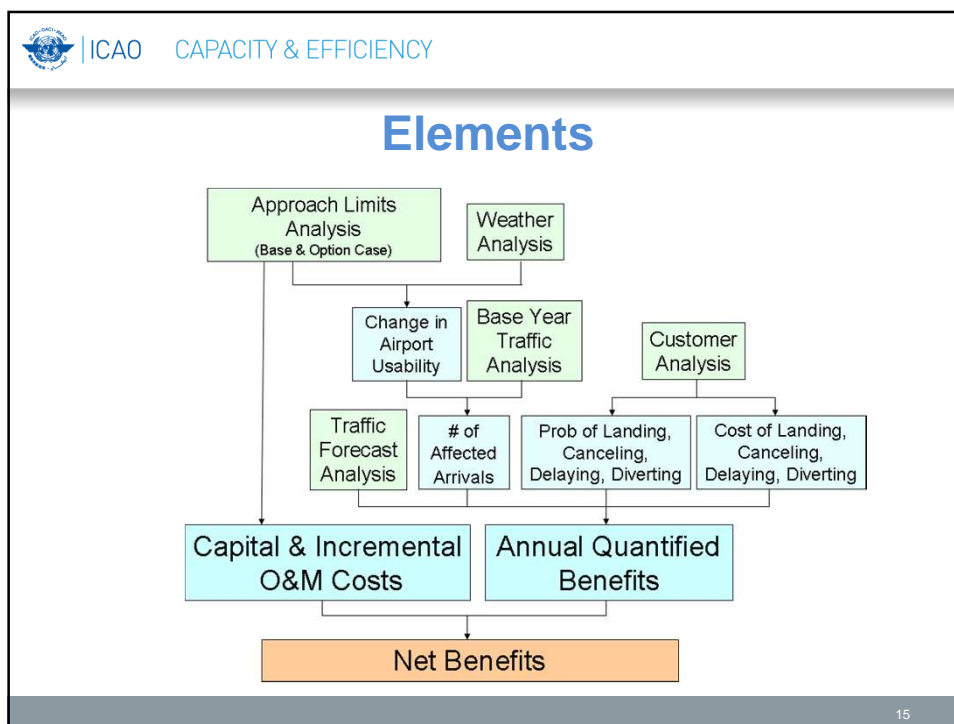 ICAO CAPACITY & EFFICIENCY
Elements
Approach Limits
Analysis
(Base & Option Case)
Weather
Analysis
Change in
Airport
Usability
Base Year
Traffic
Analysis
Customer
Analysis
Traffic
Forecast
Analysis
# of
Affected
Arrivals
Prob of Landing,
Canceling,
Delaying, Diverting
Cost of Landing,
Canceling,
Delaying, Diverting
Capital & Incremental
O&M Costs
Annual Quantified
Benefits
Net Benefits
15